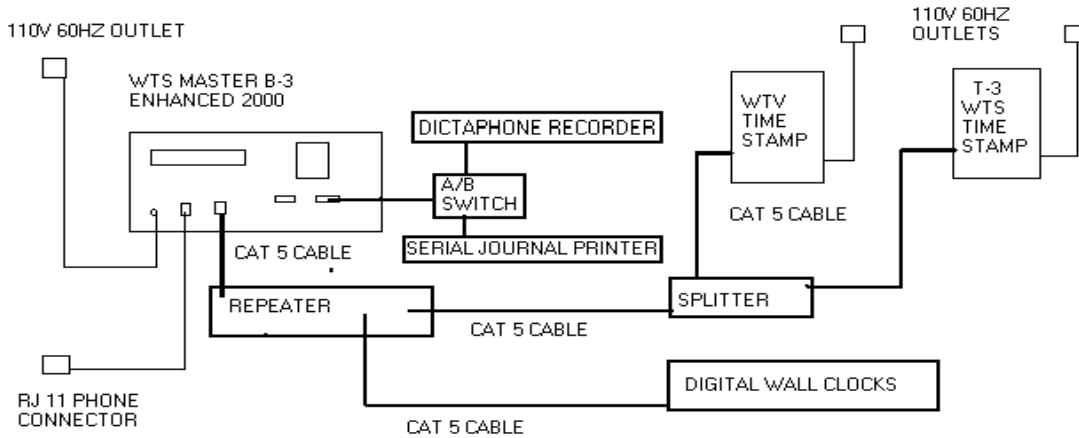 110V 60HZ OUTLET
110V 60HZ
OUTLETS
WTS MASTER B-3
ENHANCED 2000
DICTAPHONE RECORDER
A/B
SWITCH
SERIAL JOURNAL PRINTER
WTV
TIME
STAMP
T-3
WTS
TIME
STAMP
CAT 5 CABLE
CAT 5 CABLE
REPEATER
SPLITTER
CAT 5 CABLE
DIGITAL WALL CLOCKS
RJ 11 PHONE
CONNECTOR
CAT 5 CABLE